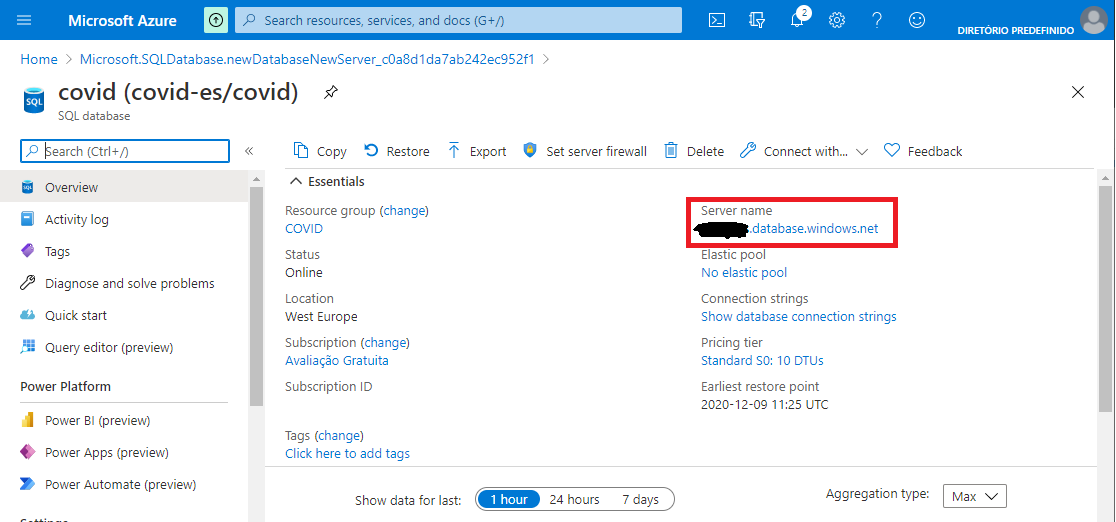 Microsoft Azure
Search resources, services, and docs (G+/)
2
DIRETÓRIO PREDEFINIDO
Home > Microsoft.SQLDatabase.newDatabaseNewServer_c0a8d1da7ab242ec952f1 >
SQL
covid (covid-es/covid)
SQL database
Search (Ctrl+/)
«
Copy
Restore
Export
Set server firewall
Delete
Connect with...
Feedback
SQL Overview
Activity log
Tags
Diagnose and solve problems
Quick start
Query editor (preview)
Power Platform
Power BI (preview)
Power Apps (preview)
Power Automate (preview)
Settings
Essentials
Resource group (change)
COVID
Status
Online
Location
West Europe
Subscription (change)
Avaliação Gratuita
Subscription ID
Tags (change)
Click here to add tags
Server name
.database.windows.net
Elastic pool
No elastic pool
Connection strings
Show database connection strings
Pricing tier
Standard S0: 10 DTUs
Earliest restore point
2020-12-09 11:25 UTC
Show data for last:
1 hour
24 hours
7 days
Aggregation type:
Max